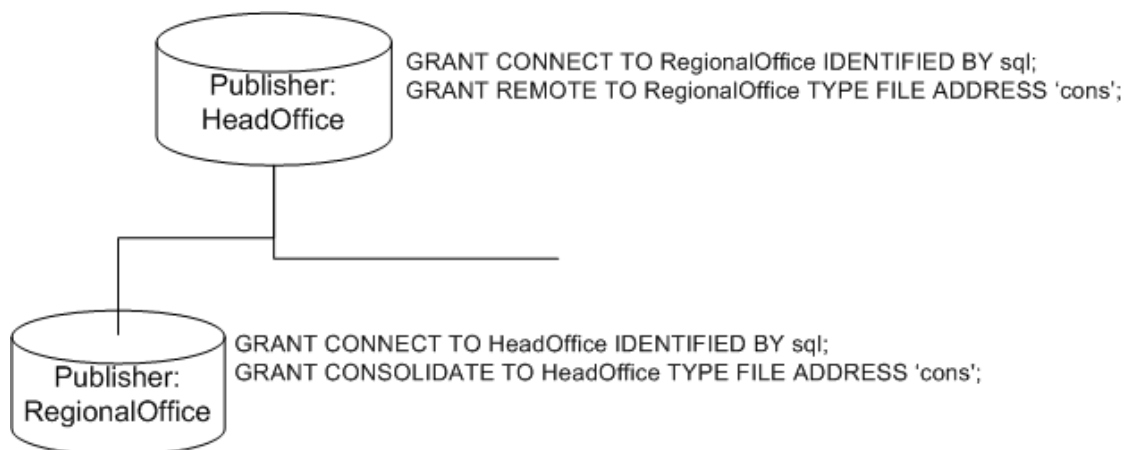 GRANT CONNECT TO RegionalOffice IDENTIFIED BY sql;
GRANT REMOTE TO RegionalOffice TYPE FILE ADDRESS ‘cons’;
Publisher:
HeadOffice
GRANT CONNECT TO HeadOffice IDENTIFIED BY sql;
GRANT CONSOLIDATE TO HeadOffice TYPE FILE ADDRESS ‘cons’;
Publisher:
RegionalOffice